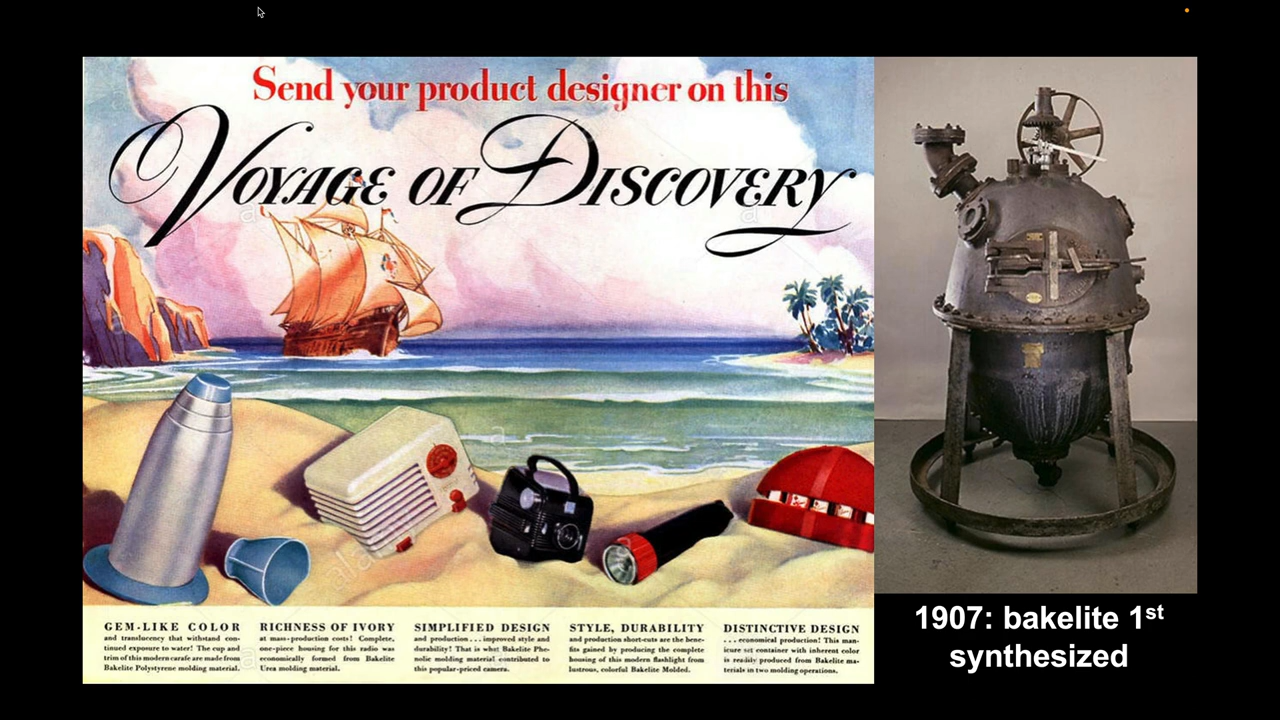 Send your product designer on this
VOYAGE OF DISCOVERY
GEM-LIKE COLOR
and translucency that withstand con-
tinued exposure to water! The cup and
trim of this modern carafe are made from
Bakelite Polystyrene molding material.
RICHNESS OF IVORY
at mass-production costs! Complete,
one-piece housing for this radio was
economically formed from Bakelite
Urea molding material.
SIMPLIFIED DESIGN
and production . . . improved style and
durability! That is what Bakelite Phe-
nolic molding material contributed to
this popular-priced camera.
STYLE, DURABILITY
and production short-cuts are the bene-
fits gained by producing the complete
housing of this modern flashlight from
lustrous, colorful Bakelite Molded.
DISTINCTIVE DESIGN
. . . economical production! This man-
icure set container with inherent color
is readily produced from Bakelite ma-
terials in two molding operations.
1907: bakelite 1st
synthesized